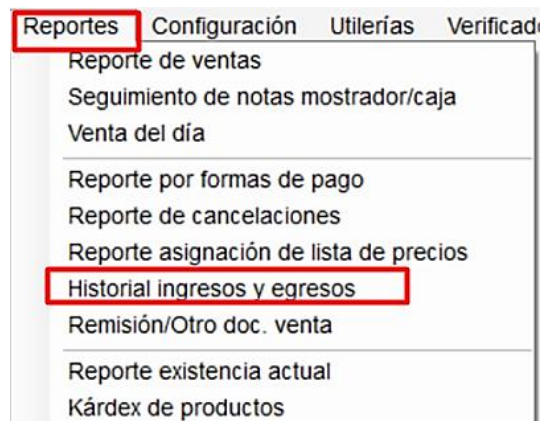 Reportes Configuración Utilerías
Reporte de ventas
Seguimiento de notas mostrador/caja
Venta del día
Reporte por formas de pago
Reporte de cancelaciones
Reporte asignación de lista de precios
Historial ingresos y egresos
Remisión/Otro doc. venta
Reporte existencia actual
Kárdex de productos